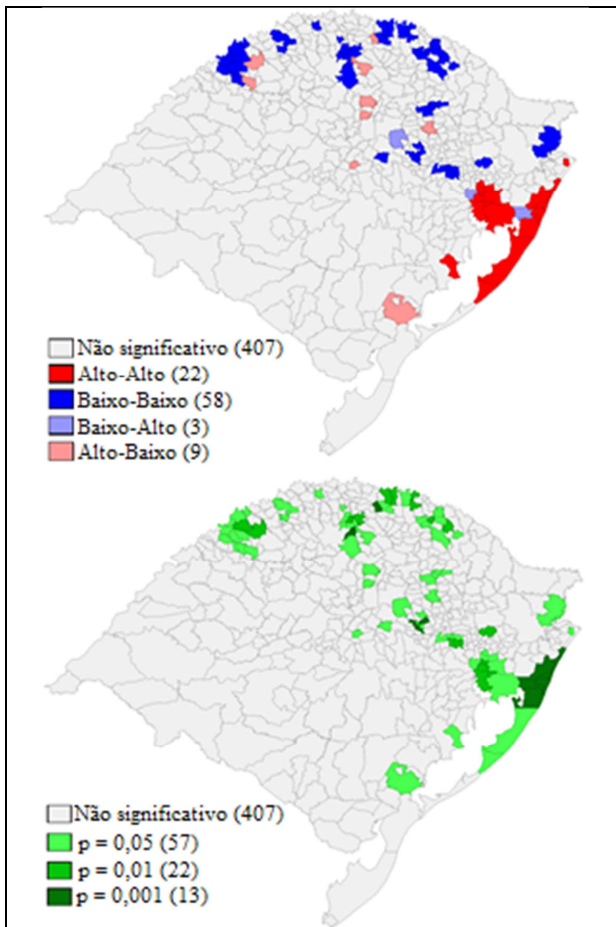 Não significativo (407)
Alto-Alto (22)
Baixo-Baixo (58)
Baixo-Alto (3)
Alto-Baixo (9)
Não significativo (407)
p = 0,05 (57)
p = 0,01 (22)
p = 0,001 (13)